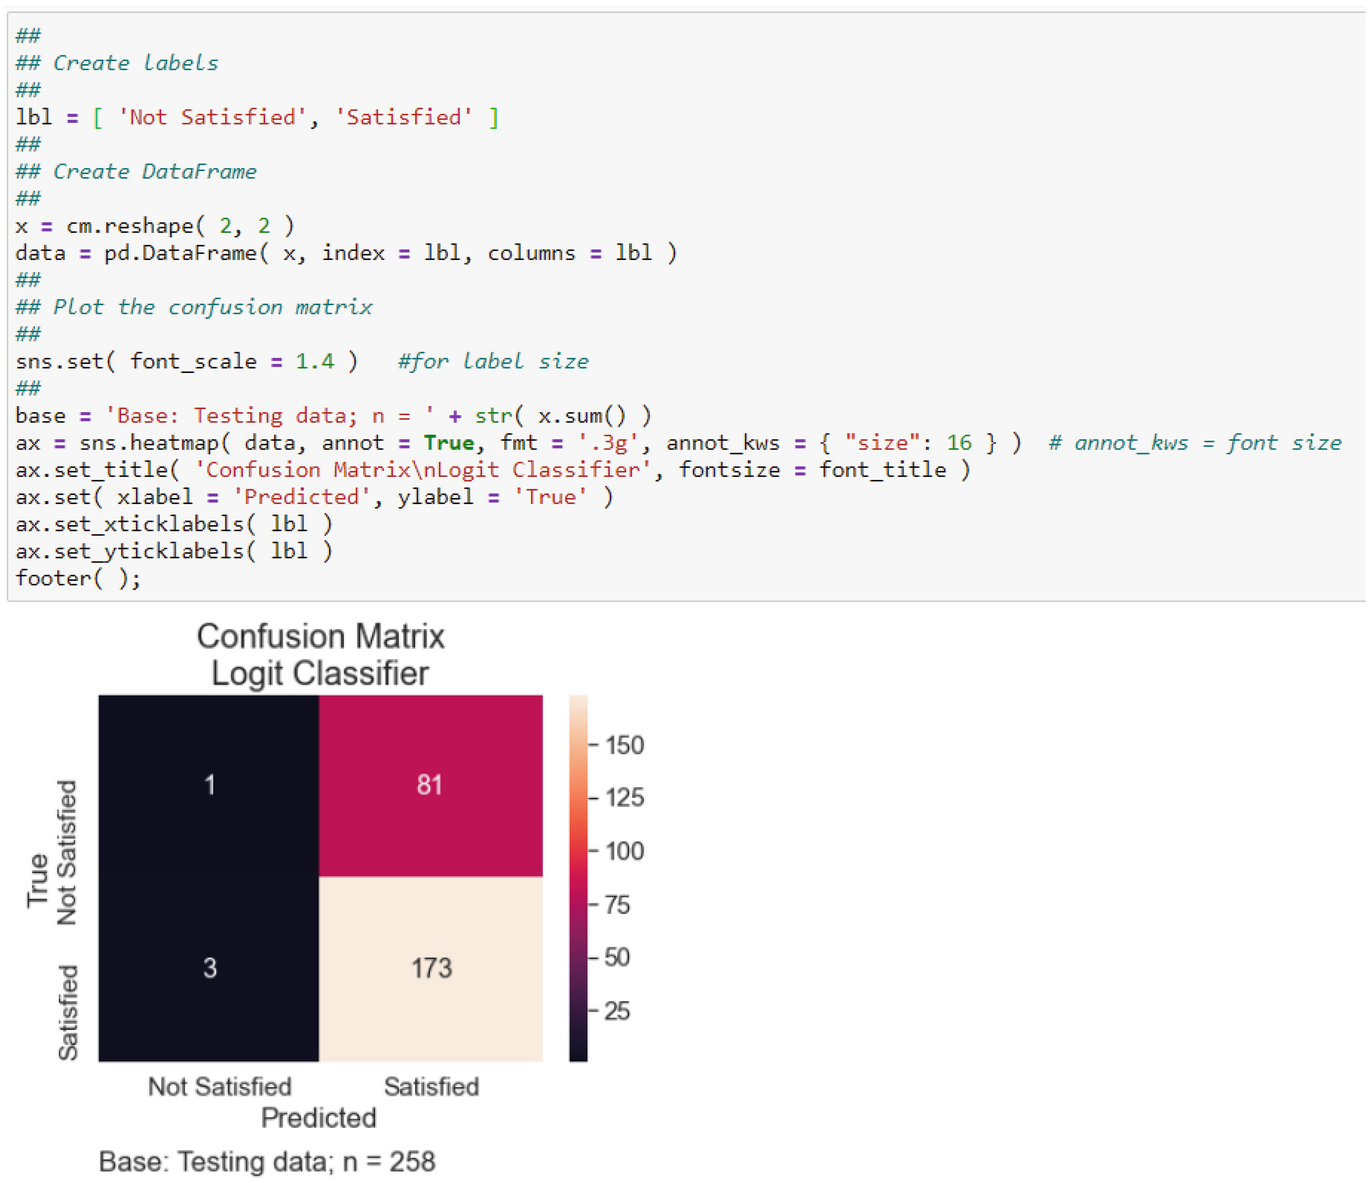 ##
## Create labels
##
lbl = [ 'Not Satisfied', 'Satisfied' ]
##
## Create DataFrame
##
x = cm.reshape( 2, 2 )
data = pd.DataFrame( x, index = lbl, columns = lbl )
##
## Plot the confusion matrix
##
sns.set( font_scale = 1.4 )   #for label size
##
base = 'Base: Testing data; n = ' + str( x.sum() )
ax = sns.heatmap( data, annot = True, fmt = '.3g', annot_kws = { "size": 16 } )  # annot_kws = font size
ax.set_title( 'Confusion Matrix\nLogit Classifier', fontsize = font_title )
ax.set( xlabel = 'Predicted', ylabel = 'True' )
ax.set_xticklabels( lbl )
ax.set_yticklabels( lbl )
footer( );
Confusion Matrix
Logit Classifier
True
Not Satisfied
Satisfied
1
81
3
173
150
125
100
75
50
25
Not Satisfied
Satisfied
Predicted
Base: Testing data; n = 258